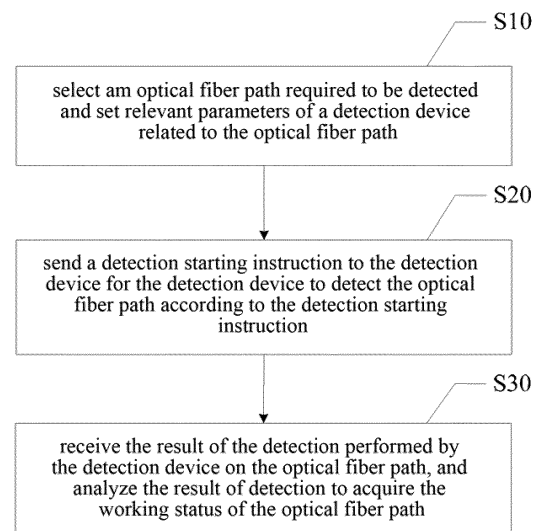 S10
select am optical fiber path required to be detected
and set relevant parameters of a detection device
related to the optical fiber path
S20
send a detection starting instruction to the detection
device for the detection device to detect the optical
fiber path according to the detection starting
instruction
S30
receive the result of the detection performed by
the detection device on the optical fiber path, and
analyze the result of detection to acquire the
working status of the optical fiber path